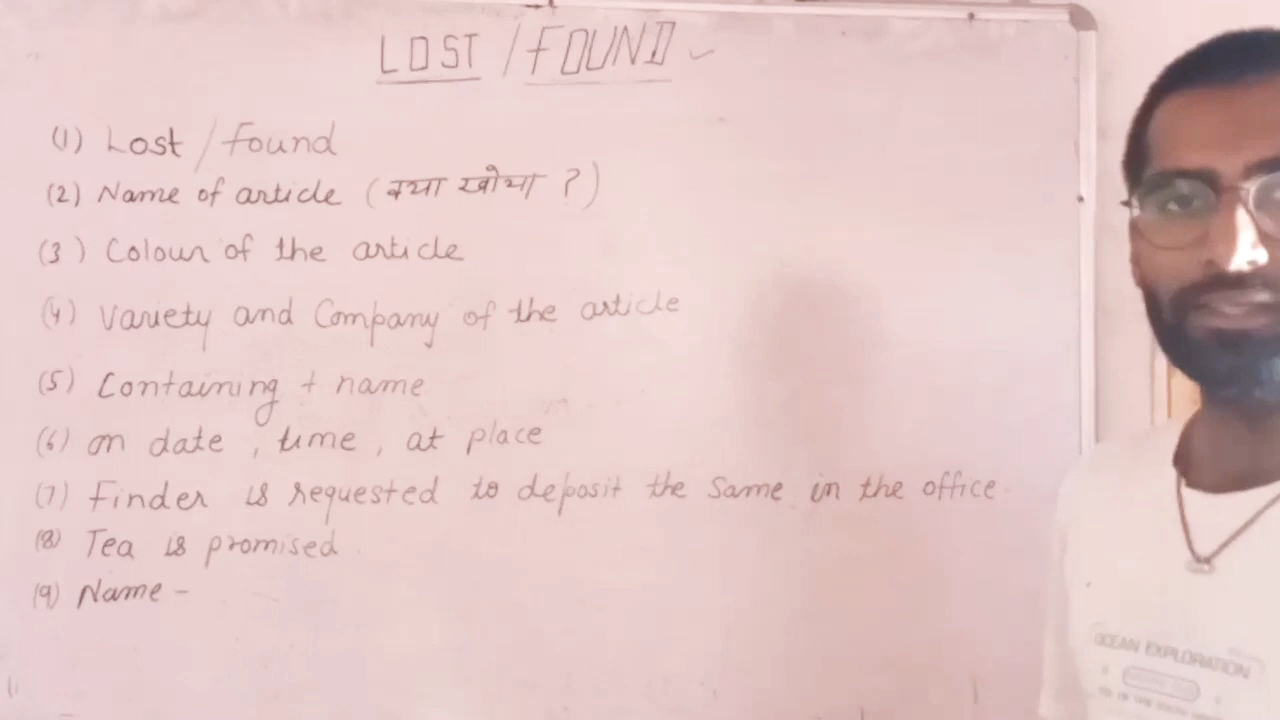 LOST / FOUND
(1) Lost / Found
(2) Name of article (क्या खोया ?)
(3) Colour of the article
(4) Variety and Company of the article
(5) Containing + name
(6) on date , time , at place
(7) Finder is requested to deposit the same in the office.
(8) Tea is promised.
(9) Name -
OCEAN EXPLORATION